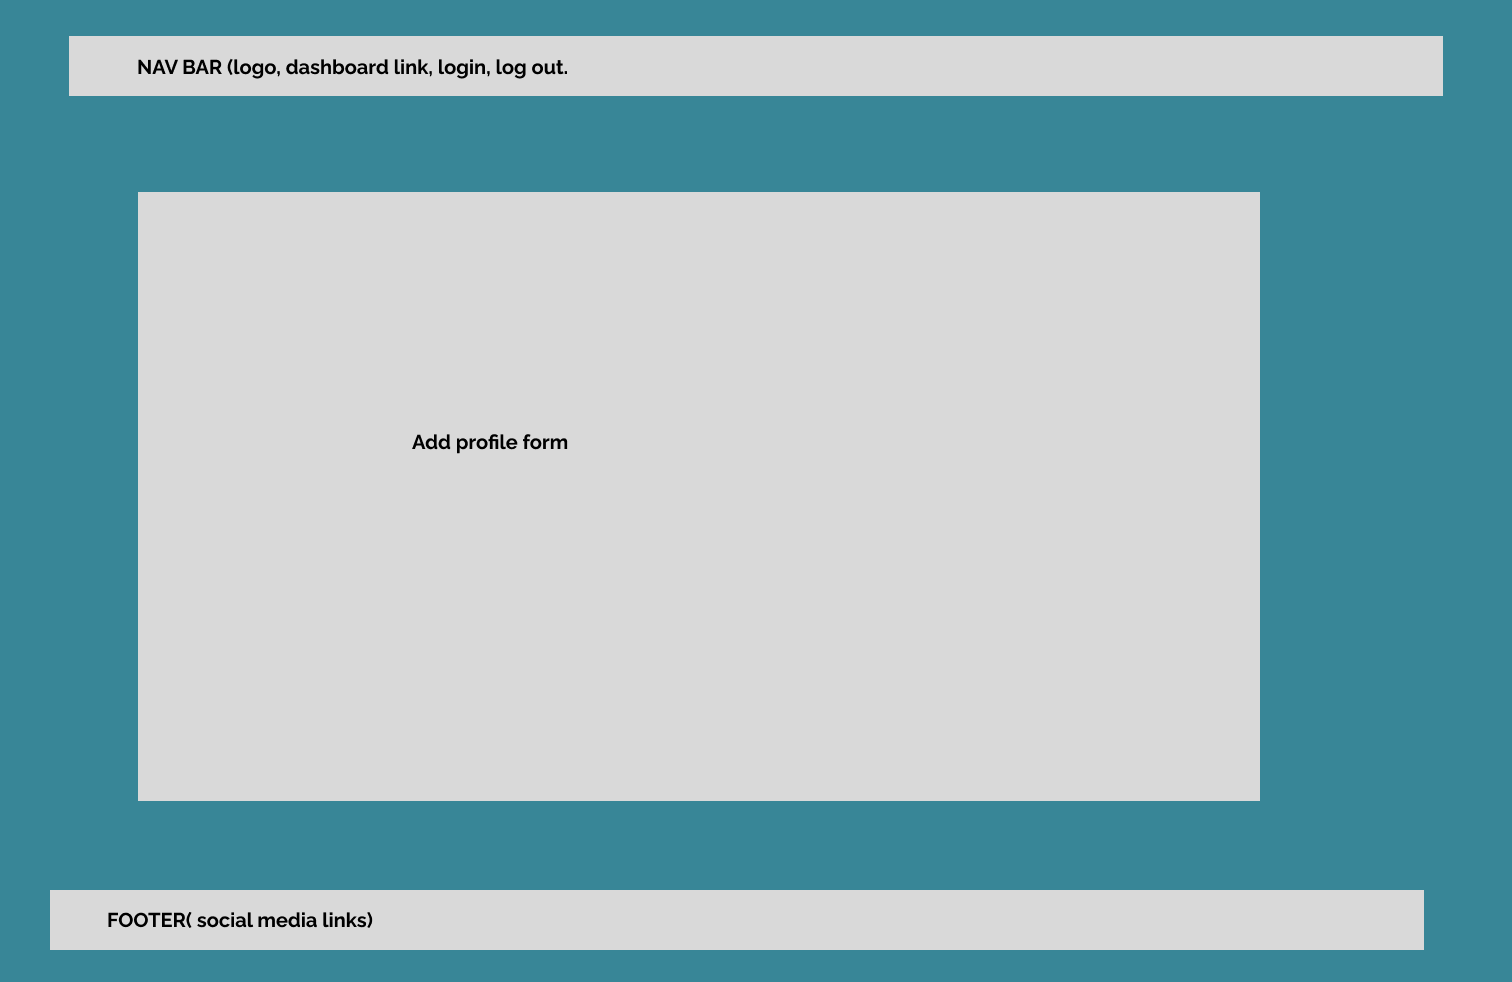 NAV BAR (logo, dashboard link, login, log out.
Add profile form
FOOTER( social media links)